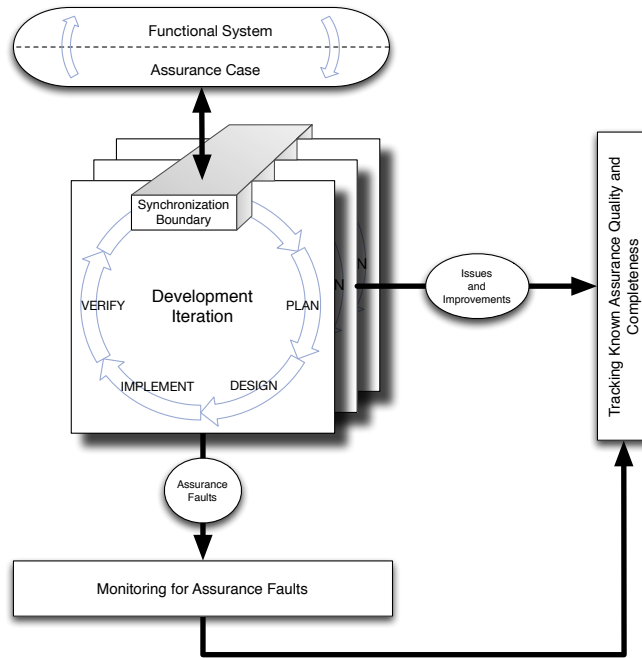 Functional System
Assurance Case
Synchronization
Boundary
Development
Iteration
VERIFY
PLAN
IMPLEMENT
DESIGN
N
N
Issues
and
Improvements
Tracking Known Assurance Quality and
Completeness
Assurance
Faults
Monitoring for Assurance Faults